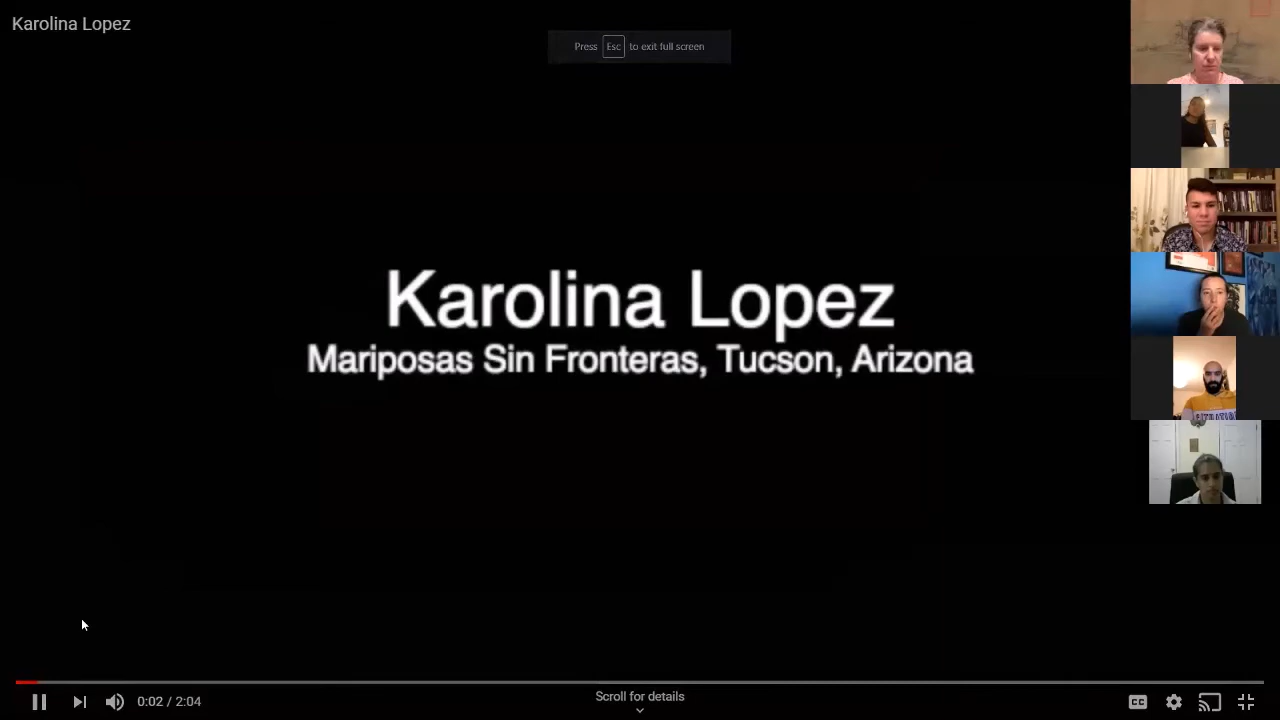 Karolina Lopez
Press Esc to exit full screen
Karolina Lopez
Mariposas Sin Fronteras, Tucson, Arizona
0:02 / 2:04
Scroll for details
CC